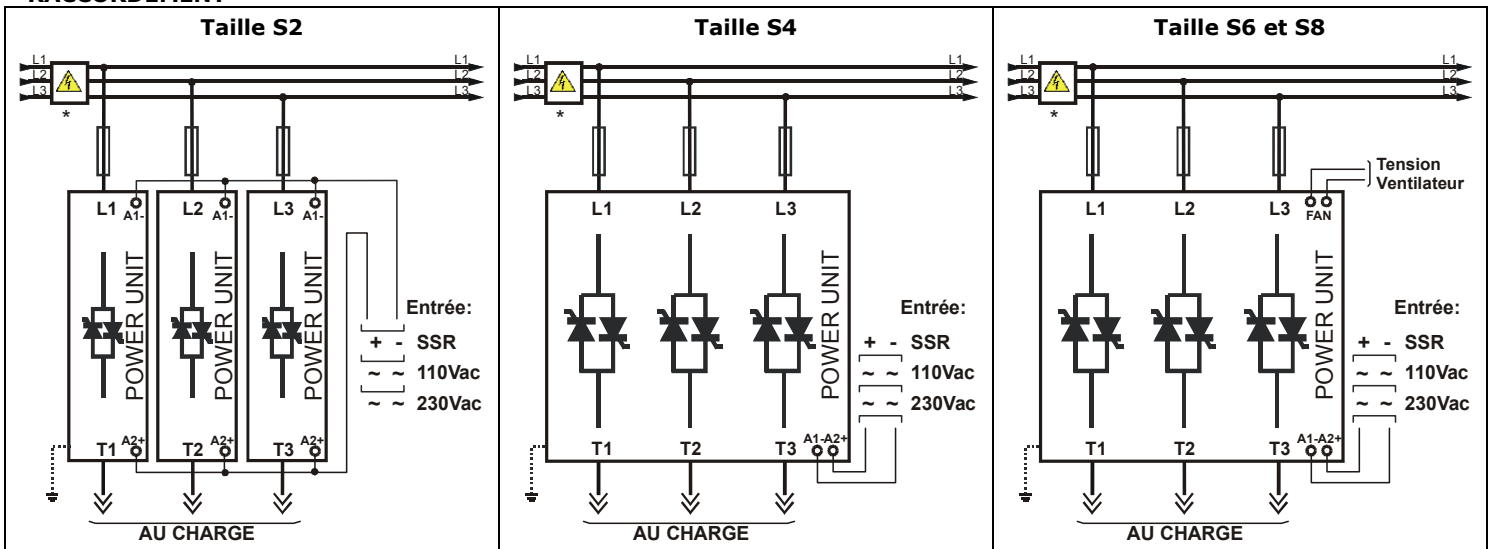 RACCORDEMENT
Taille S2
L1 L1
L2 L2
L3 L3
*
L1 A1- L2 A1- L3 A1-
POWER UNIT POWER UNIT POWER UNIT
Entrée:
+ - SSR
~ ~ 110Vac
~ ~ 230Vac
T1 A2+ T2 A2+ T3 A2+
AU CHARGE
Taille S4
L1 L1
L2 L2
L3 L3
*
L1 L2 L3
POWER UNIT
Entrée:
+ - SSR
~ ~ 110Vac
~ ~ 230Vac
T1 T2 T3 A1-A2+
AU CHARGE
Taille S6 et S8
L1 L1
L2 L2
L3 L3
*
Tension
Ventilateur
L1 L2 L3 FAN
POWER UNIT
Entrée:
+ - SSR
~ ~ 110Vac
~ ~ 230Vac
T1 T2 T3 A1-A2+
AU CHARGE